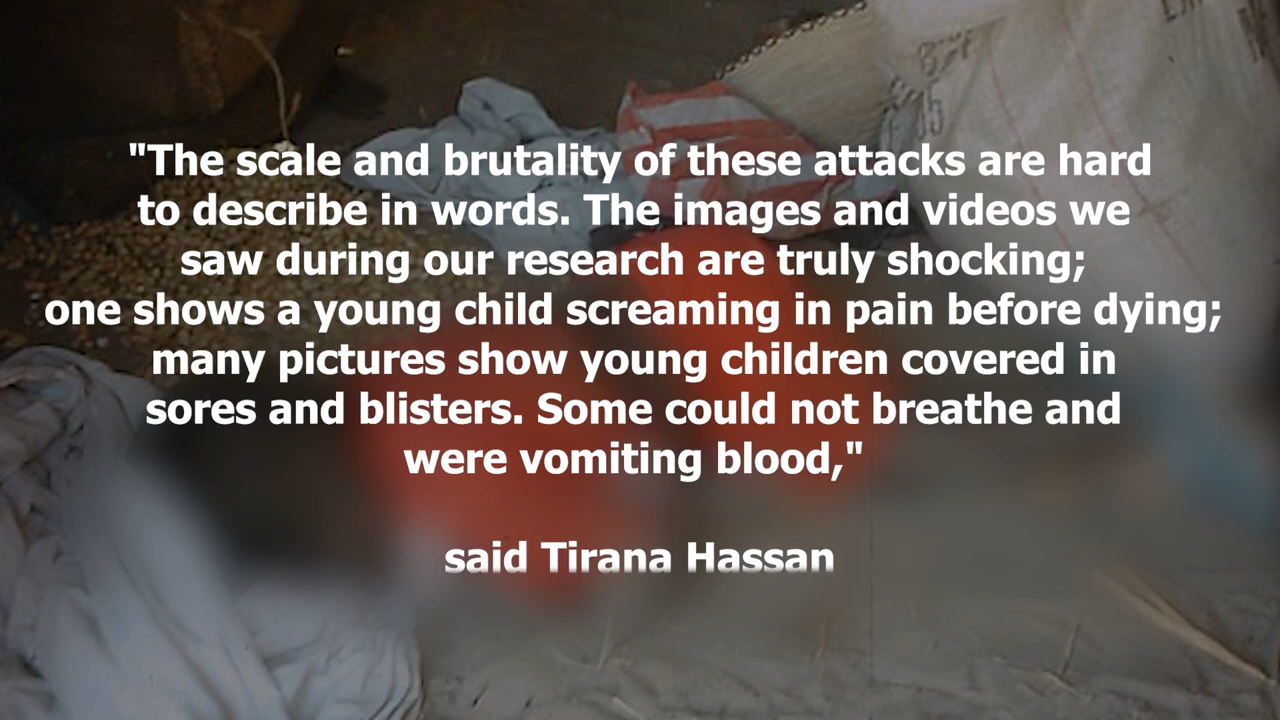 "The scale and brutality of these attacks are hard
to describe in words. The images and videos we
saw during our research are truly shocking;
one shows a young child screaming in pain before dying;
many pictures show young children covered in
sores and blisters. Some could not breathe and
were vomiting blood,"
said Tirana Hassan